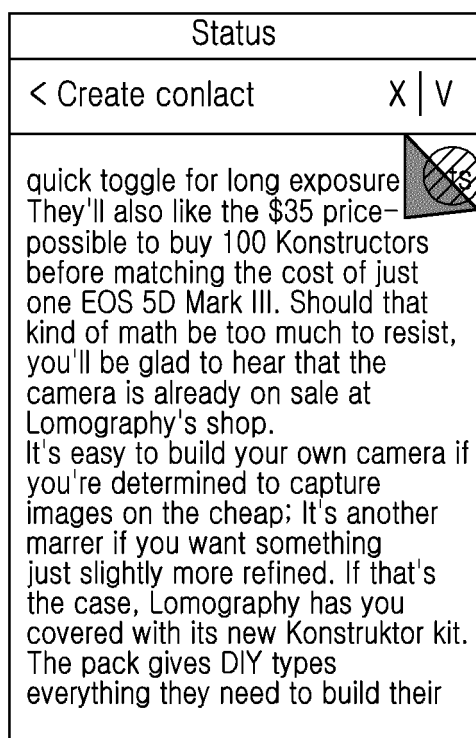 Status
< Create conlact X | V
quick toggle for long exposure
They'll also like the $35 price–
possible to buy 100 Konstructors
before matching the cost of just
one EOS 5D Mark III. Should that
kind of math be too much to resist,
you'll be glad to hear that the
camera is already on sale at
Lomography's shop.
It's easy to build your own camera if
you're determined to capture
images on the cheap; It's another
marrer if you want something
just slightly more refined. If that's
the case, Lomography has you
covered with its new Konstruktor kit.
The pack gives DIY types
everything they need to build their